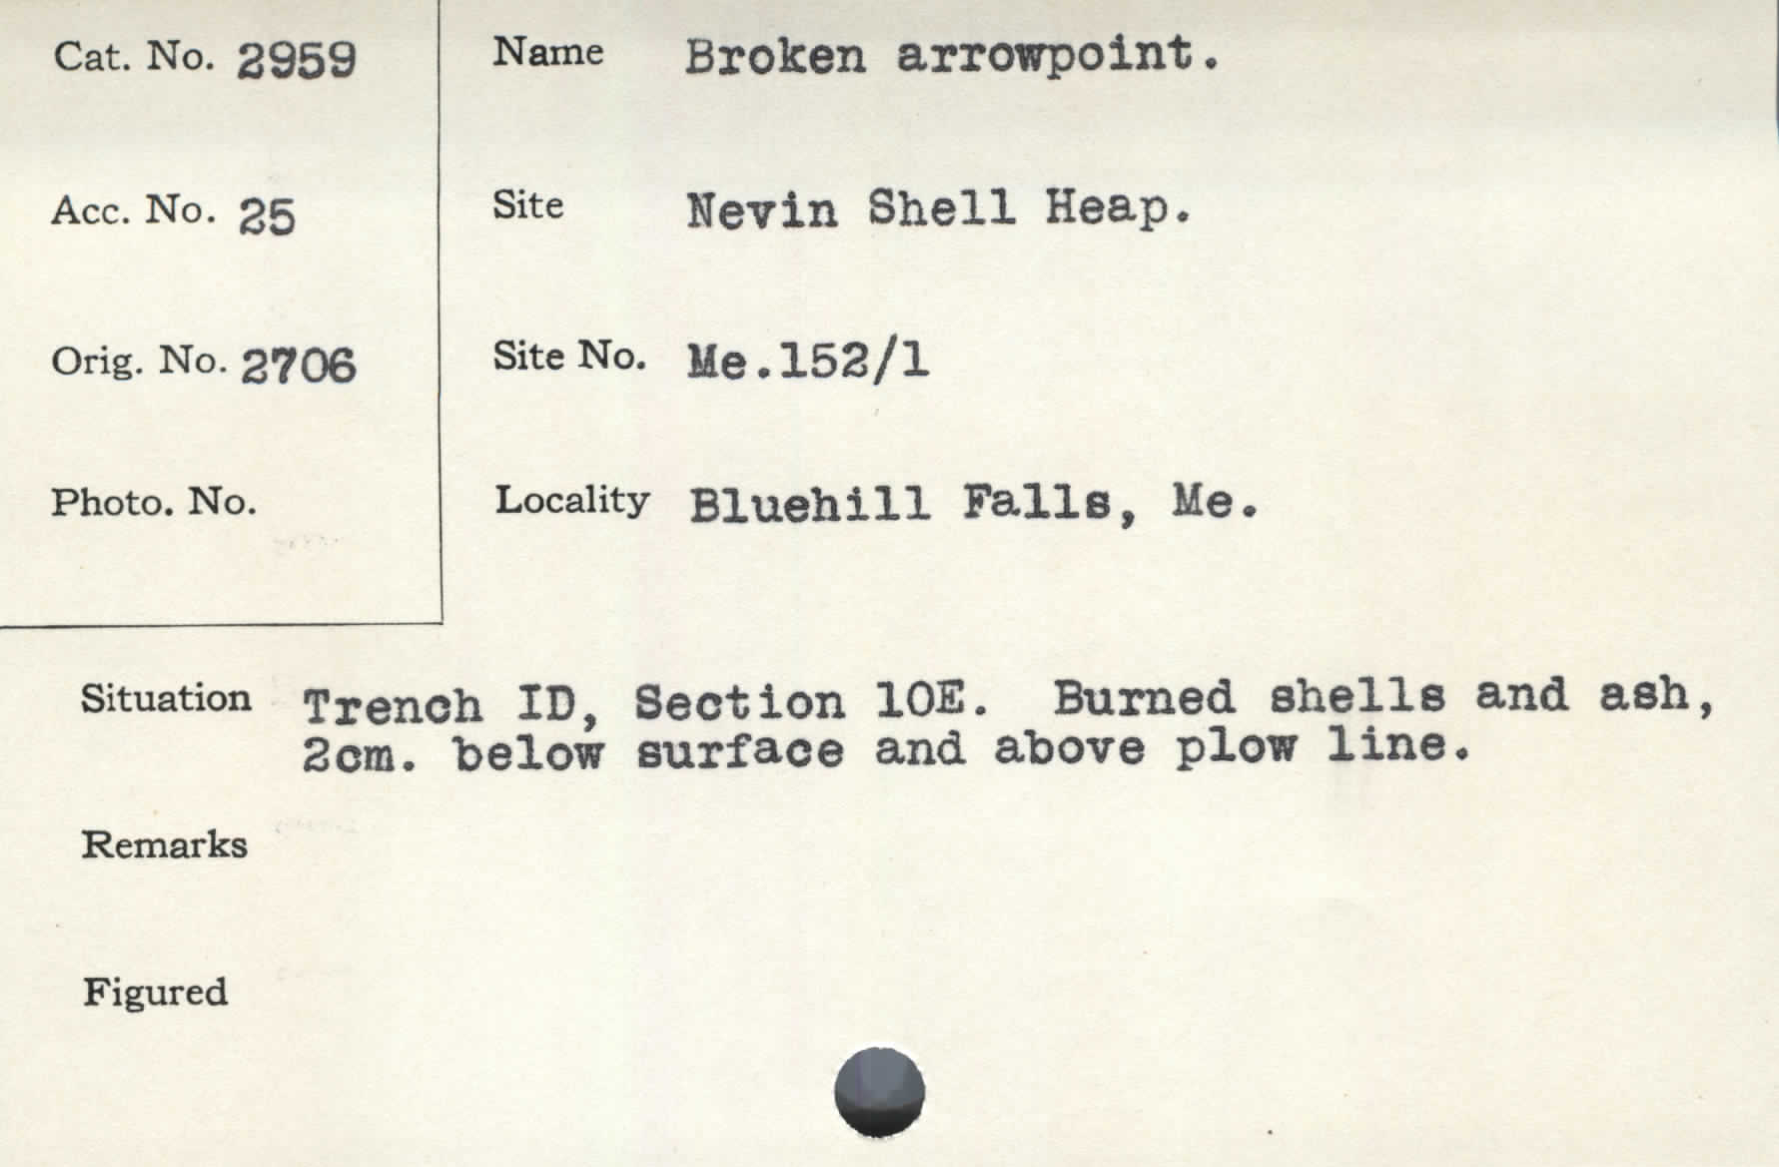 Cat. No. 2959
Name Broken arrowpoint.
Acc. No. 25
Site Nevin Shell Heap.
Orig. No. 2706
Site No. Me.152/1
Photo. No.
Locality Bluehill Falls, Me.
Situation Trench ID, Section 10E. Burned shells and ash,
2cm. below surface and above plow line.
Remarks
Figured